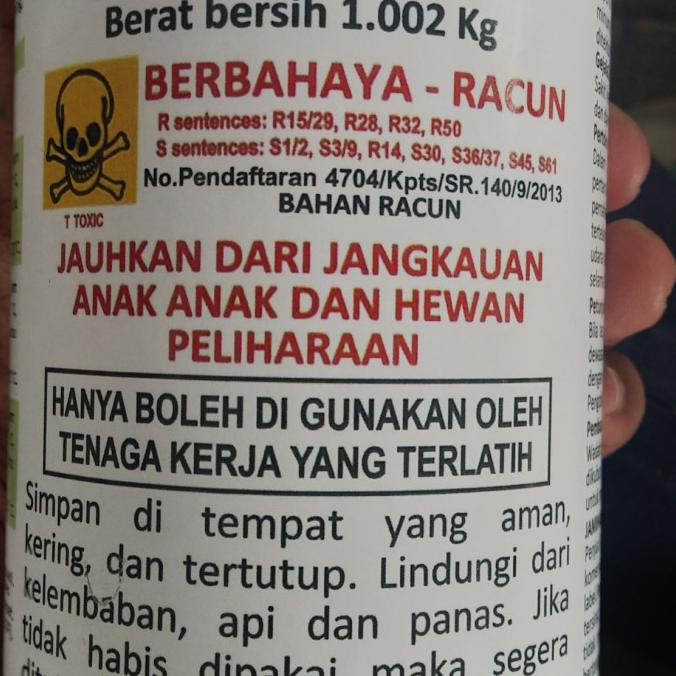 Berat bersih 1.002 Kg
BERBAHAYA - RACUN
R sentences: R15/29, R28, R32, R50
S sentences: S1/2, S3/9, R14, S30, S36/37, S45, S61
No.Pendaftaran 4704/Kpts/SR.140/9/2013
BAHAN RACUN
T TOXIC
JAUHKAN DARI JANGKAUAN
ANAK ANAK DAN HEWAN
PELIHARAAN
HANYA BOLEH DI GUNAKAN OLEH
TENAGA KERJA YANG TERLATIH
Simpan di tempat yang aman,
kering, dan tertutup. Lindungi dari
kelembaban, api dan panas. Jika
tidak habis dipakai maka segera